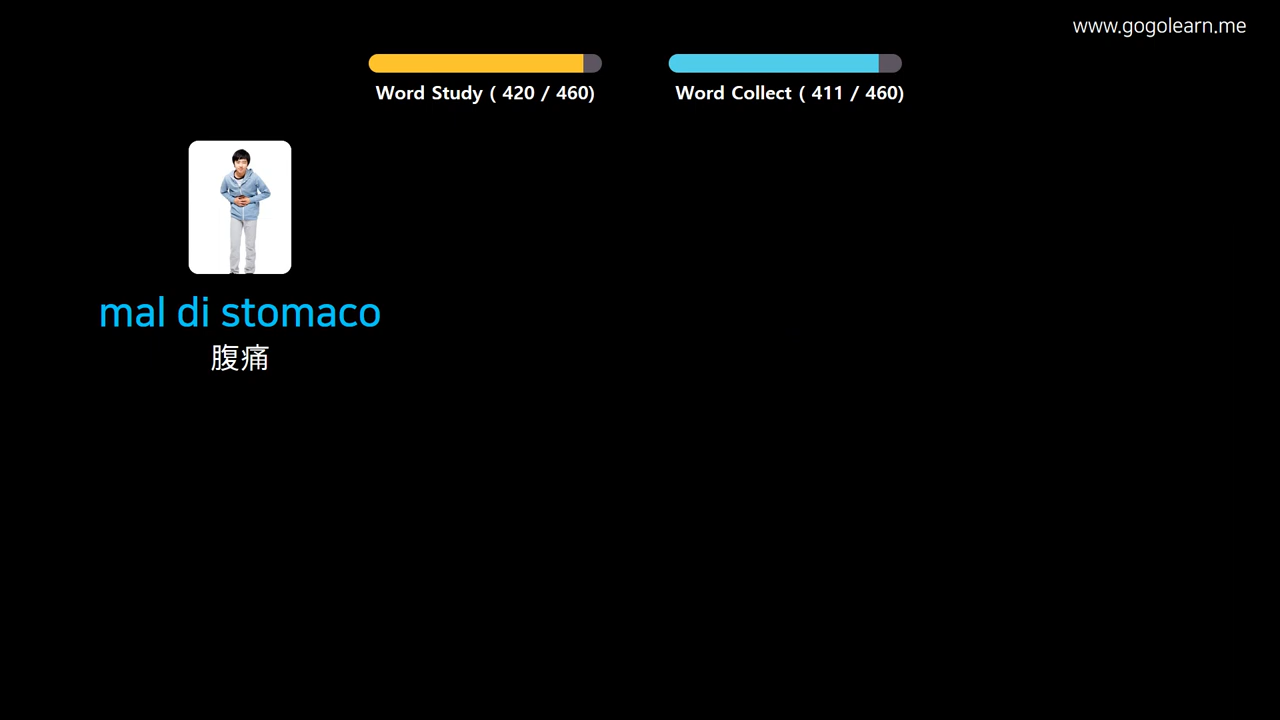 www.gogolearn.me
Word Study ( 420 / 460)
Word Collect ( 411 / 460)
mal di stomaco
腹痛